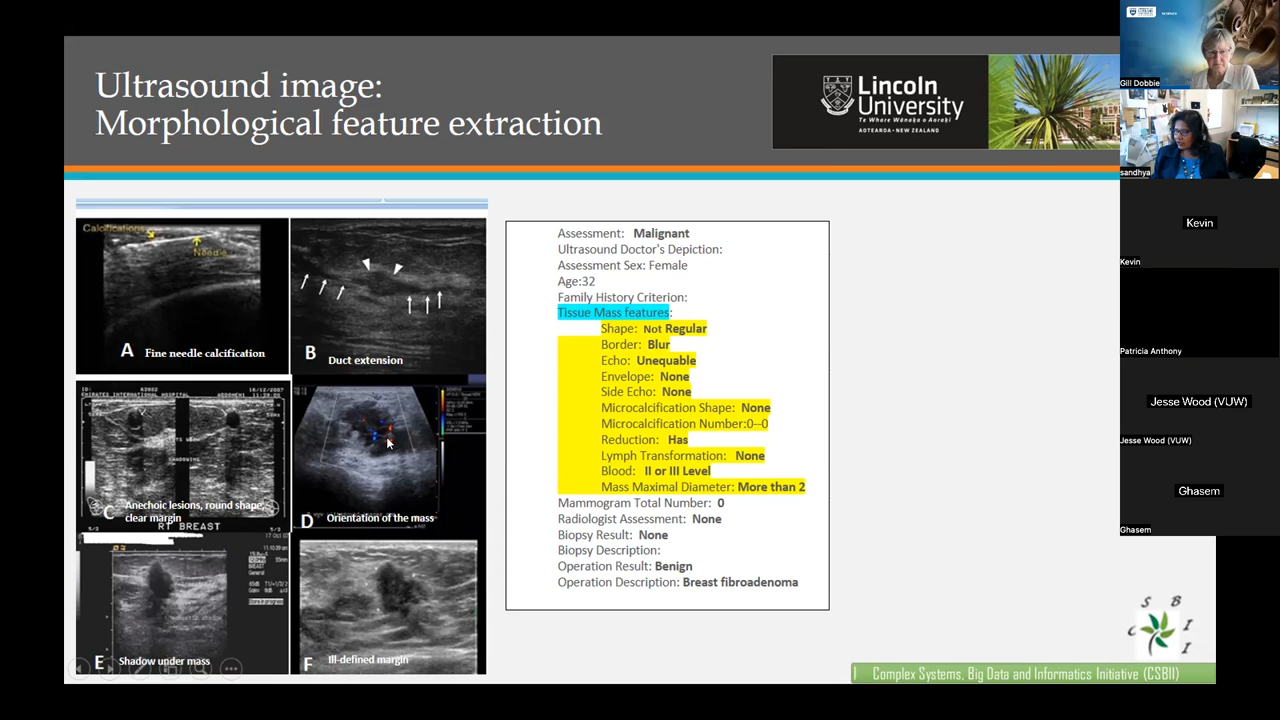 Ultrasound image:
Morphological feature extraction
Lincoln
University
Te Whare Wānaka o Aoraki
AOTEAROA • NEW ZEALAND
Gill Dobbie
sandhya
Kevin
Kevin
Patricia Anthony
Jesse Wood (VUW)
Jesse Wood (VUW)
Ghasem
Ghasem
Calcifications
Needle
A Fine needle calcification
B Duct extension
EMIRATES INTERNATIONAL HOSPITAL
16/12/2007
C Anechoic lesions, round shape,
clear margin
RT BREAST
D Orientation of the mass
E Shadow under mass
F Ill-defined margin
Assessment: Malignant
Ultrasound Doctor's Depiction:
Assessment Sex: Female
Age:32
Family History Criterion:
Tissue Mass features:
Shape: Not Regular
Border: Blur
Echo: Unequable
Envelope: None
Side Echo: None
Microcalcification Shape: None
Microcalcification Number:0--0
Reduction: Has
Lymph Transformation: None
Blood: II or III Level
Mass Maximal Diameter: More than 2
Mammogram Total Number: 0
Radiologist Assessment: None
Biopsy Result: None
Biopsy Description:
Operation Result: Benign
Operation Description: Breast fibroadenoma
C S B I I
Complex Systems, Big Data and Informatics Initiative (CSBII)